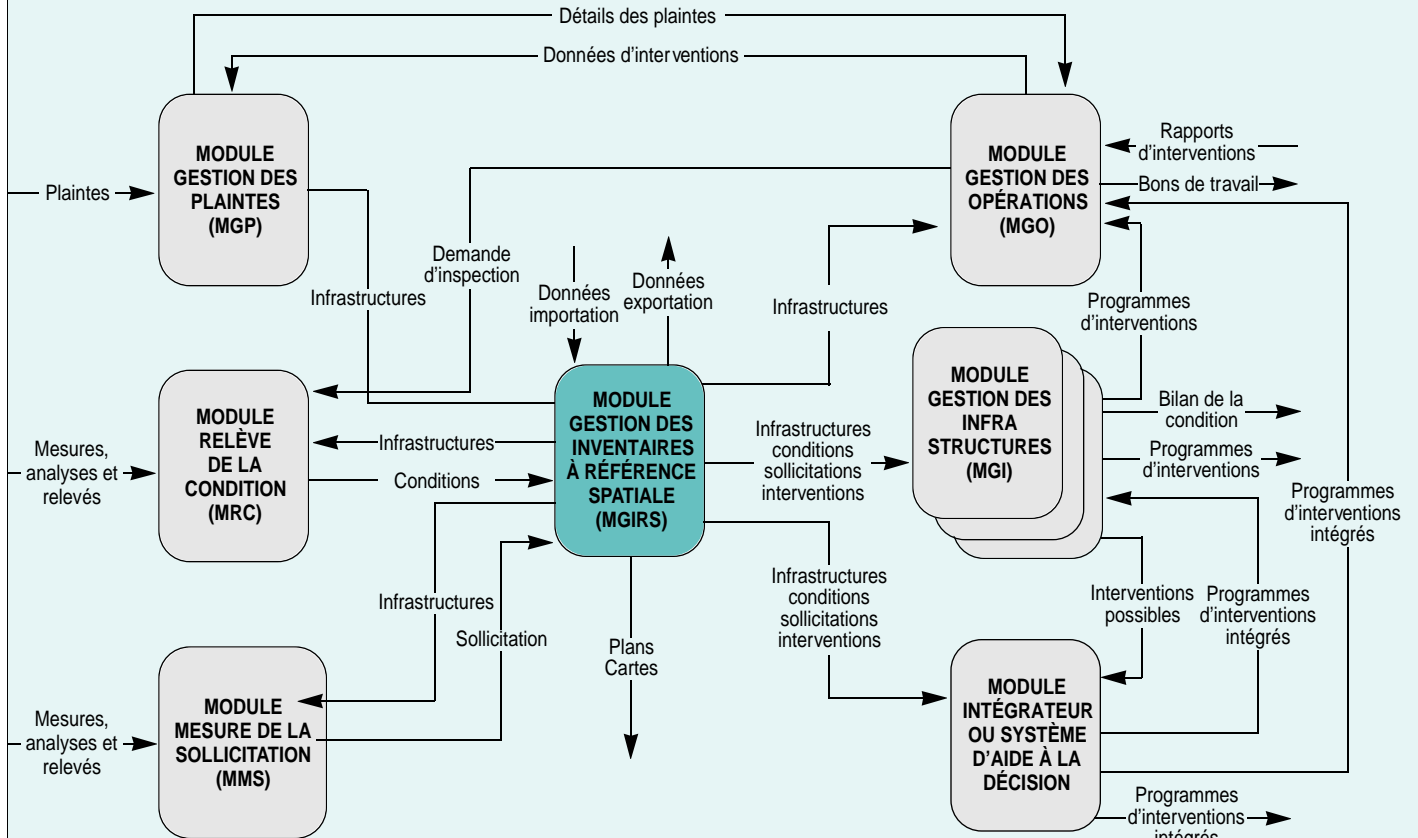 Détails des plaintes
Données d'interventions
MODULE
GESTION DES
PLAINTES
(MGP)
MODULE
GESTION DES
OPÉRATIONS
(MGO)
Rapports
d'interventions
Bons de travail
Plaintes
Demande
d'inspection
Infrastructures
Données
importation
Données
exportation
Infrastructures
Programmes
d'interventions
MODULE
RELÈVE
DE LA
CONDITION
(MRC)
Mesures,
analyses et
relevés
Infrastructures
Conditions
MODULE
GESTION DES
INVENTAIRES
À RÉFÉRENCE
SPATIALE
(MGIRS)
Infrastructures
conditions
sollicitations
interventions
MODULE
GESTION DES
INFRA
STRUCTURES
(MGI)
Bilan de la
condition
Programmes
d'interventions
Programmes
d'interventions
intégrés
Infrastructures
Sollicitation
Plans
Cartes
Infrastructures
conditions
sollicitations
interventions
Interventions
possibles
Programmes
d'interventions
intégrés
Mesures,
analyses et
relevés
MODULE
MESURE DE LA
SOLLICITATION
(MMS)
MODULE
INTÉGRATEUR
OU SYSTÈME
D'AIDE À LA
DÉCISION
Programmes
d'interventions
intégrés